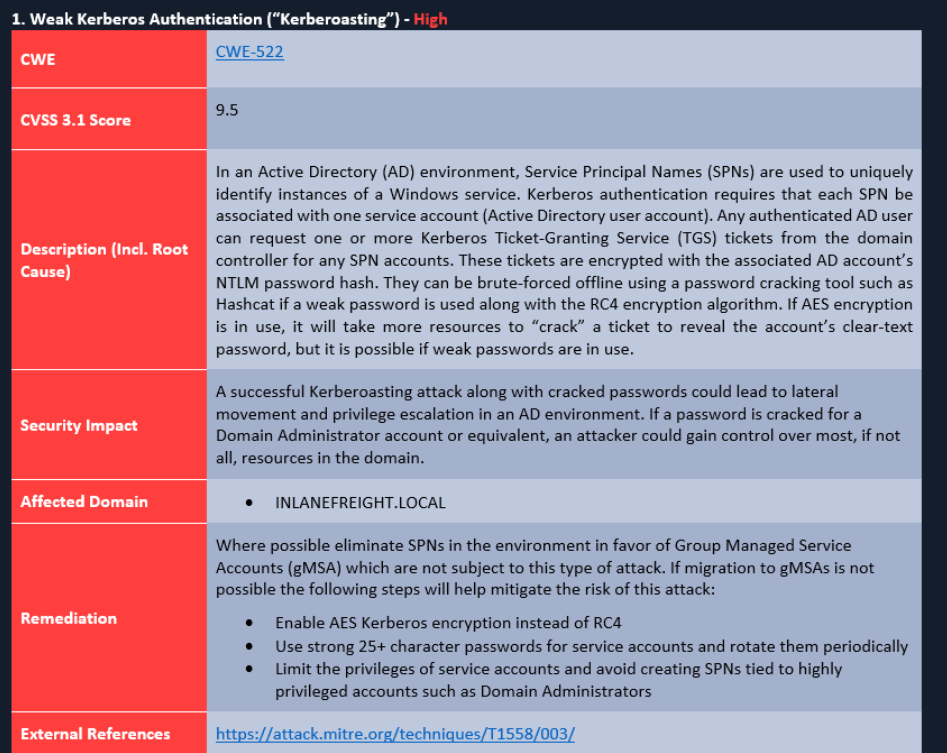 1. Weak Kerberos Authentication (“Kerberoasting”) - High
CWE
CWE-522
CVSS 3.1 Score
9.5
Description (Incl. Root
Cause)
In an Active Directory (AD) environment, Service Principal Names (SPNs) are used to uniquely
identify instances of a Windows service. Kerberos authentication requires that each SPN be
associated with one service account (Active Directory user account). Any authenticated AD user
can request one or more Kerberos Ticket-Granting Service (TGS) tickets from the domain
controller for any SPN accounts. These tickets are encrypted with the associated AD account’s
NTLM password hash. They can be brute-forced offline using a password cracking tool such as
Hashcat if a weak password is used along with the RC4 encryption algorithm. If AES encryption
is in use, it will take more resources to “crack” a ticket to reveal the account’s clear-text
password, but it is possible if weak passwords are in use.
Security Impact
A successful Kerberoasting attack along with cracked passwords could lead to lateral
movement and privilege escalation in an AD environment. If a password is cracked for a
Domain Administrator account or equivalent, an attacker could gain control over most, if not
all, resources in the domain.
Affected Domain
• INLANEFREIGHT.LOCAL
Remediation
Where possible eliminate SPNs in the environment in favor of Group Managed Service
Accounts (gMSA) which are not subject to this type of attack. If migration to gMSAs is not
possible the following steps will help mitigate the risk of this attack:
• Enable AES Kerberos encryption instead of RC4
• Use strong 25+ character passwords for service accounts and rotate them periodically
• Limit the privileges of service accounts and avoid creating SPNs tied to highly
privileged accounts such as Domain Administrators
External References
https://attack.mitre.org/techniques/T1558/003/